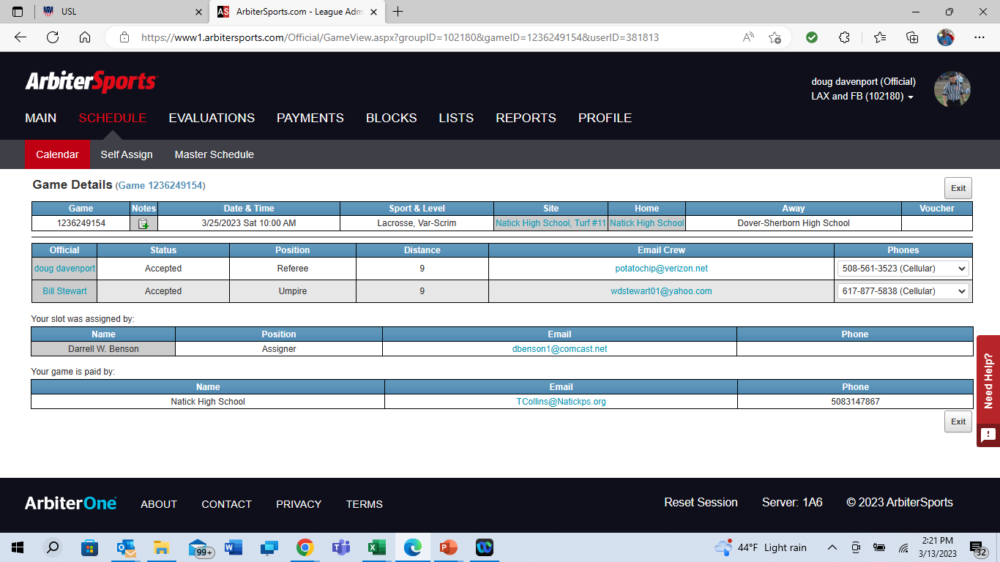 USL
AS ArbiterSports.com - League Adm
https://www1.arbitersports.com/Official/GameView.aspx?groupID=102180&gameID=1236249154&userID=381813
ArbiterSports
doug davenport (Official)
LAX and FB (102180)
MAIN SCHEDULE EVALUATIONS PAYMENTS BLOCKS LISTS REPORTS PROFILE
Calendar Self Assign Master Schedule
Game Details (Game 1236249154)
Exit
Game Notes Date & Time Sport & Level Site Home Away Voucher
1236249154 3/25/2023 Sat 10:00 AM Lacrosse, Var-Scrim Natick High School, Turf #11 Natick High School Dover-Sherborn High School
Official Status Position Distance Email Crew Phones
doug davenport Accepted Referee 9 potatochip@verizon.net 508-561-3523 (Cellular)
Bill Stewart Accepted Umpire 9 wdstewart01@yahoo.com 617-877-5838 (Cellular)
Your slot was assigned by:
Name Position Email Phone
Darrell W. Benson Assigner dbenson1@comcast.net
Your game is paid by:
Name Email Phone
Natick High School TCollins@Natickps.org 5083147867
Exit
Need Help?
ArbiterOne ABOUT CONTACT PRIVACY TERMS Reset Session Server: 1A6 © 2023 ArbiterSports
99+ 44°F Light rain 2:21 PM
3/13/2023 32